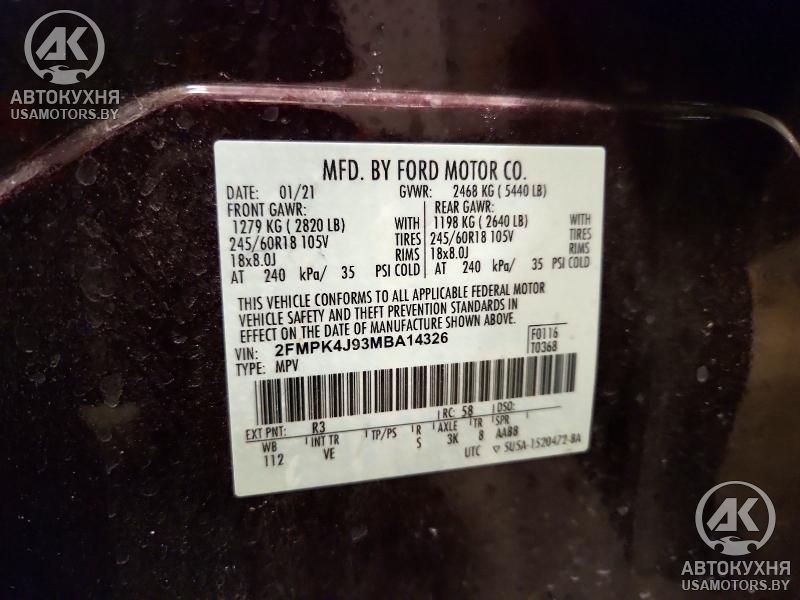 АК
АВТОКУХНЯ
USAMOTORS.BY
MFD. BY FORD MOTOR CO.
DATE: 01/21 GVWR: 2468 KG ( 5440 LB)
FRONT GAWR: REAR GAWR:
1279 KG ( 2820 LB) WITH 1198 KG ( 2640 LB)  WITH
245/60R18 105V TIRES 245/60R18 105V TIRES
18x8.0J RIMS 18x8.0J RIMS
AT 240 kPa/ 35 PSI COLD AT 240 kPa/ 35 PSI COLD
THIS VEHICLE CONFORMS TO ALL APPLICABLE FEDERAL MOTOR
VEHICLE SAFETY AND THEFT PREVENTION STANDARDS IN
EFFECT ON THE DATE OF MANUFACTURE SHOWN ABOVE.
VIN: 2FMPK4J93MBA14326 F0116
TYPE: MPV T0368
EXT PNT: R3 RC: 58 DSO:
WB INT TR TP/PS R AXLE TR SPR
112 VE S 3K 8 AABB
UTC ▽ 5USA-1520472-BA
АК
АВТОКУХНЯ
USAMOTORS.BY